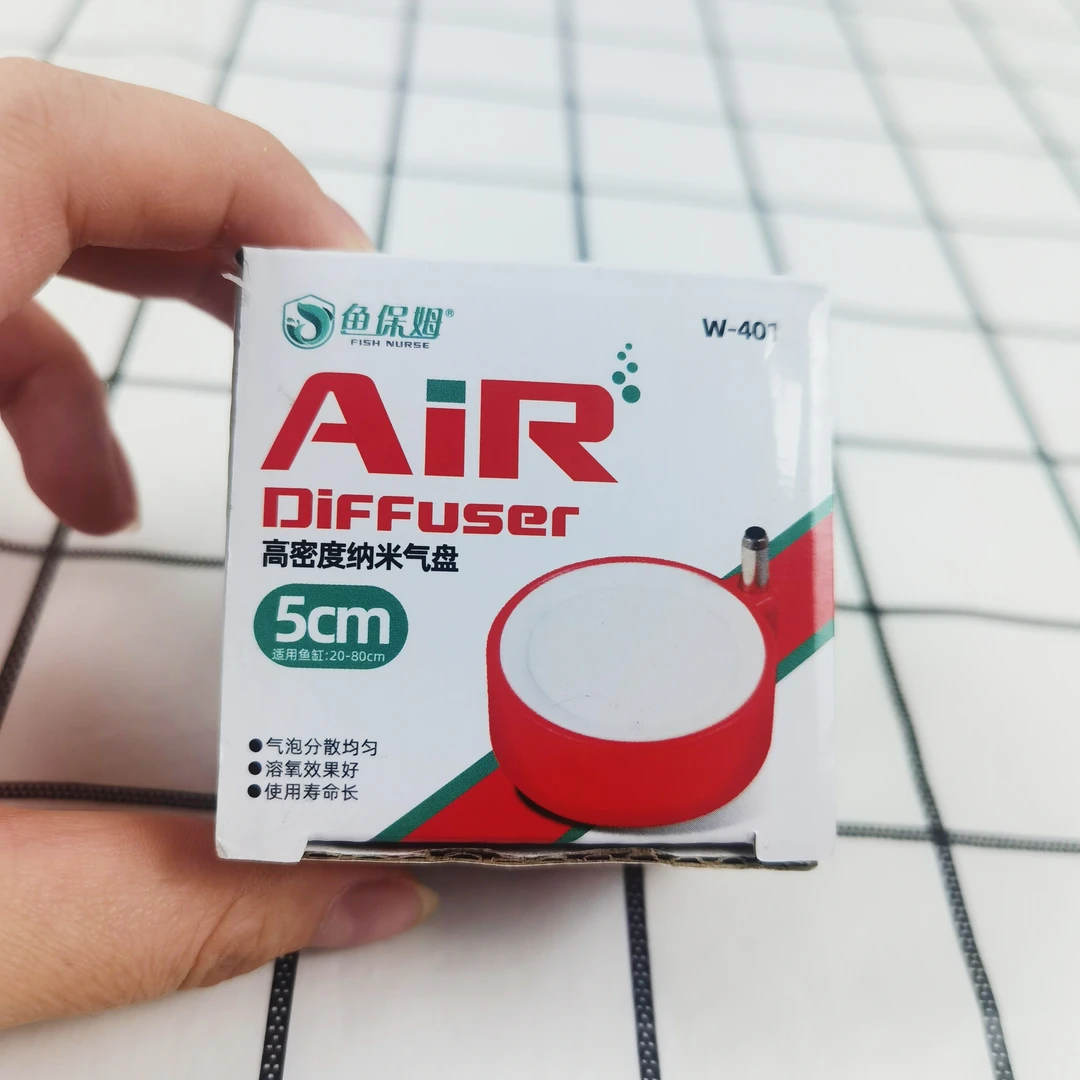 鱼保姆®
FISH NURSE
W-401
AiR
Diffuser
高密度纳米气盘
5cm
适用鱼缸:20-80cm
●气泡分散均匀
●溶氧效果好
●使用寿命长